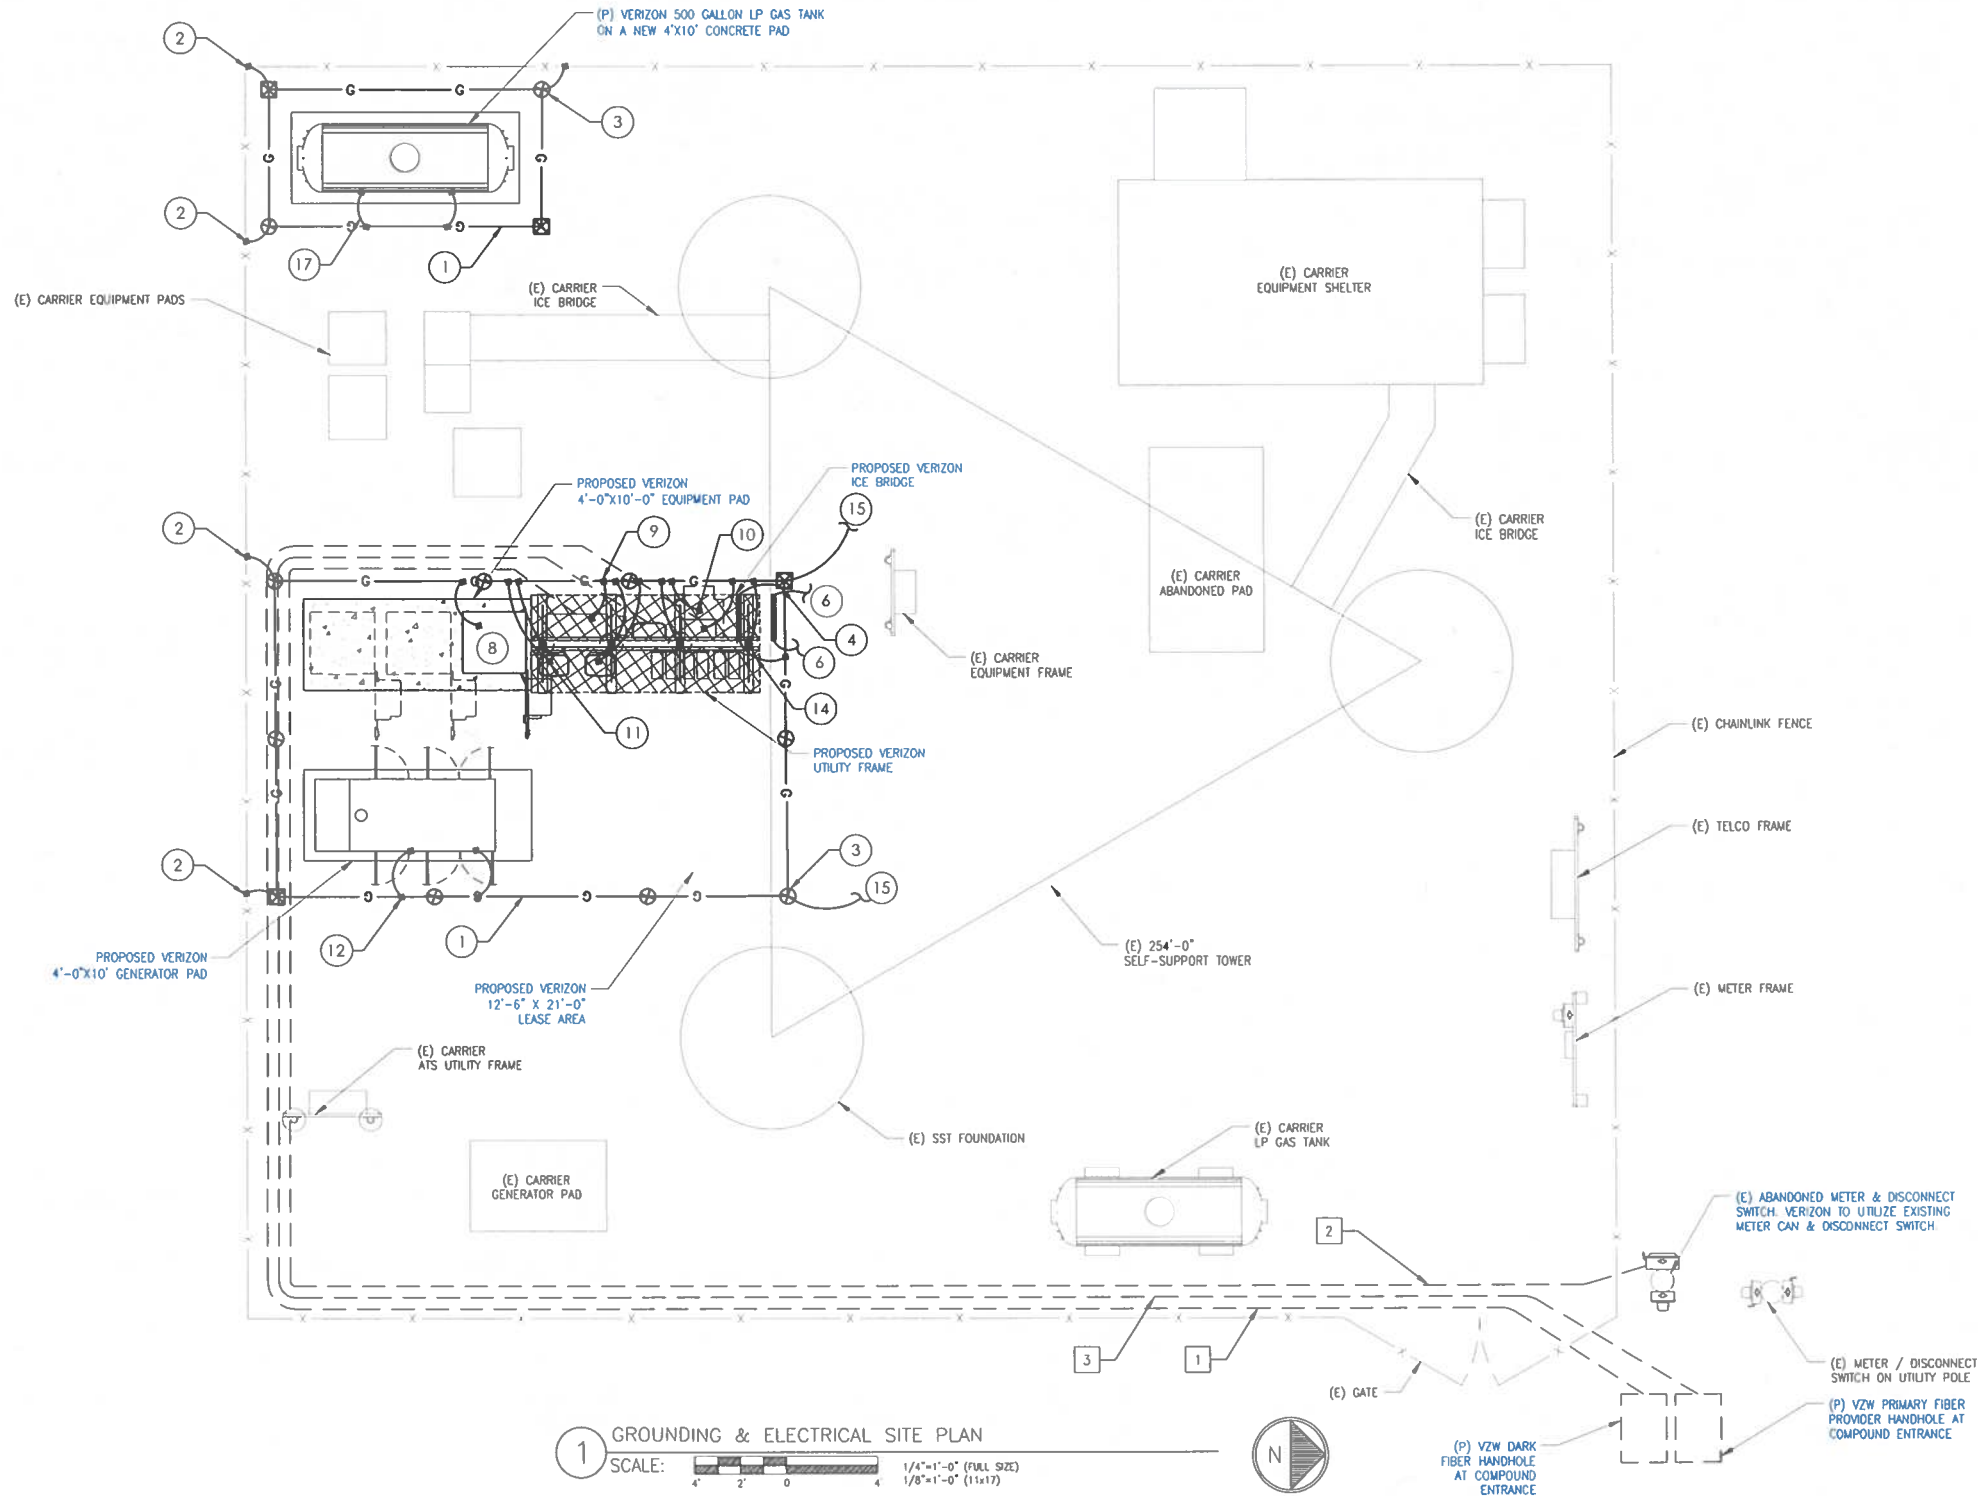 (P) VERIZON 500 GALLON LP GAS TANK
ON A NEW 4'X10' CONCRETE PAD
2
G G
3
G G
2
G G
17
1
(E) CARRIER EQUIPMENT PADS
(E) CARRIER
ICE BRIDGE
(E) CARRIER
EQUIPMENT SHELTER
PROPOSED VERIZON
4'-0"X10'-0" EQUIPMENT PAD
PROPOSED VERIZON
ICE BRIDGE
2
9
10
15
(E) CARRIER
ICE BRIDGE
G G G G
(E) CARRIER
ABANDONED PAD
6
8
4
6
(E) CARRIER
EQUIPMENT FRAME
G G
14
11
(E) CHAINLINK FENCE
PROPOSED VERIZON
UTILITY FRAME
G G
(E) TELCO FRAME
3
2
15
G G G
12
1
PROPOSED VERIZON
4'-0"X10' GENERATOR PAD
(E) 254'-0"
SELF-SUPPORT TOWER
PROPOSED VERIZON
12'-6" X 21'-0"
LEASE AREA
(E) METER FRAME
(E) CARRIER
ATS UTILITY FRAME
(E) SST FOUNDATION
(E) CARRIER
LP GAS TANK
(E) CARRIER
GENERATOR PAD
(E) ABANDONED METER & DISCONNECT
SWITCH. VERIZON TO UTILIZE EXISTING
METER CAN & DISCONNECT SWITCH
2
3
1
(E) GATE
(E) METER / DISCONNECT
SWITCH ON UTILITY POLE
(P) VZW PRIMARY FIBER
PROVIDER HANDHOLE AT
COMPOUND ENTRANCE
(P) VZW DARK
FIBER HANDHOLE
AT COMPOUND
ENTRANCE
1
GROUNDING & ELECTRICAL SITE PLAN
SCALE:
4' 2' 0 4'
1/4"=1'-0" (FULL SIZE)
1/8"=1'-0" (11x17)
N